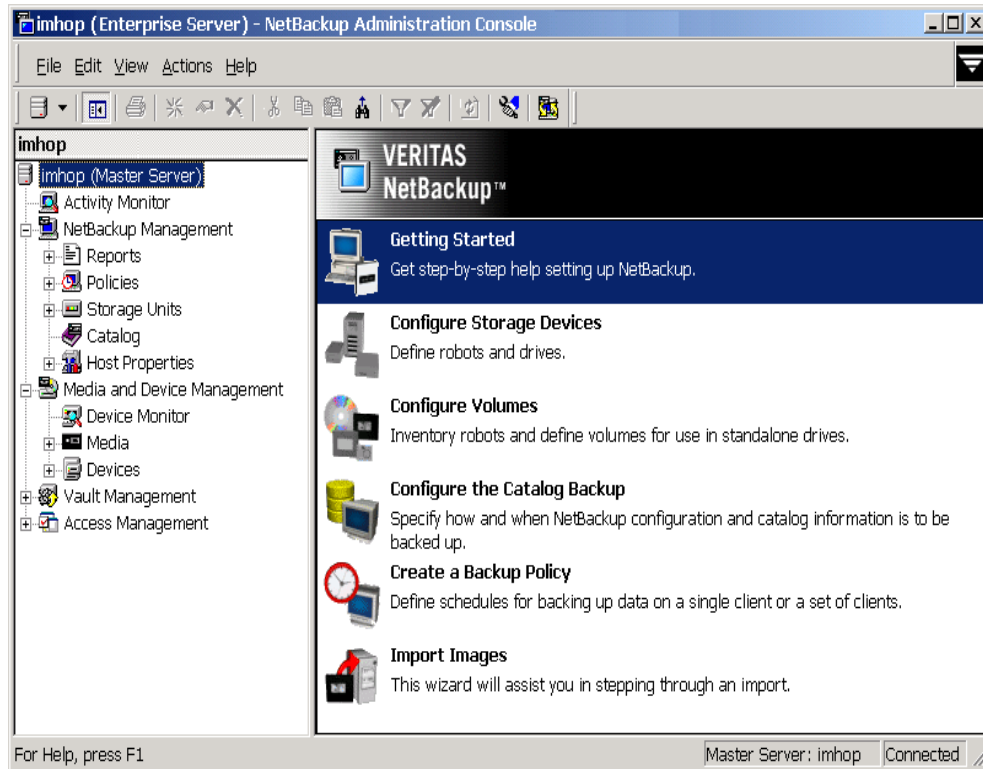 imhop (Enterprise Server) - NetBackup Administration Console
File Edit View Actions Help
imhop
imhop (Master Server)
Activity Monitor
NetBackup Management
Reports
Policies
Storage Units
Catalog
Host Properties
Media and Device Management
Device Monitor
Media
Devices
Vault Management
Access Management
VERITAS
NetBackup™
Getting Started
Get step-by-step help setting up NetBackup.
Configure Storage Devices
Define robots and drives.
Configure Volumes
Inventory robots and define volumes for use in standalone drives.
Configure the Catalog Backup
Specify how and when NetBackup configuration and catalog information is to be
backed up.
Create a Backup Policy
Define schedules for backing up data on a single client or a set of clients.
Import Images
This wizard will assist you in stepping through an import.
For Help, press F1
Master Server: imhop
Connected